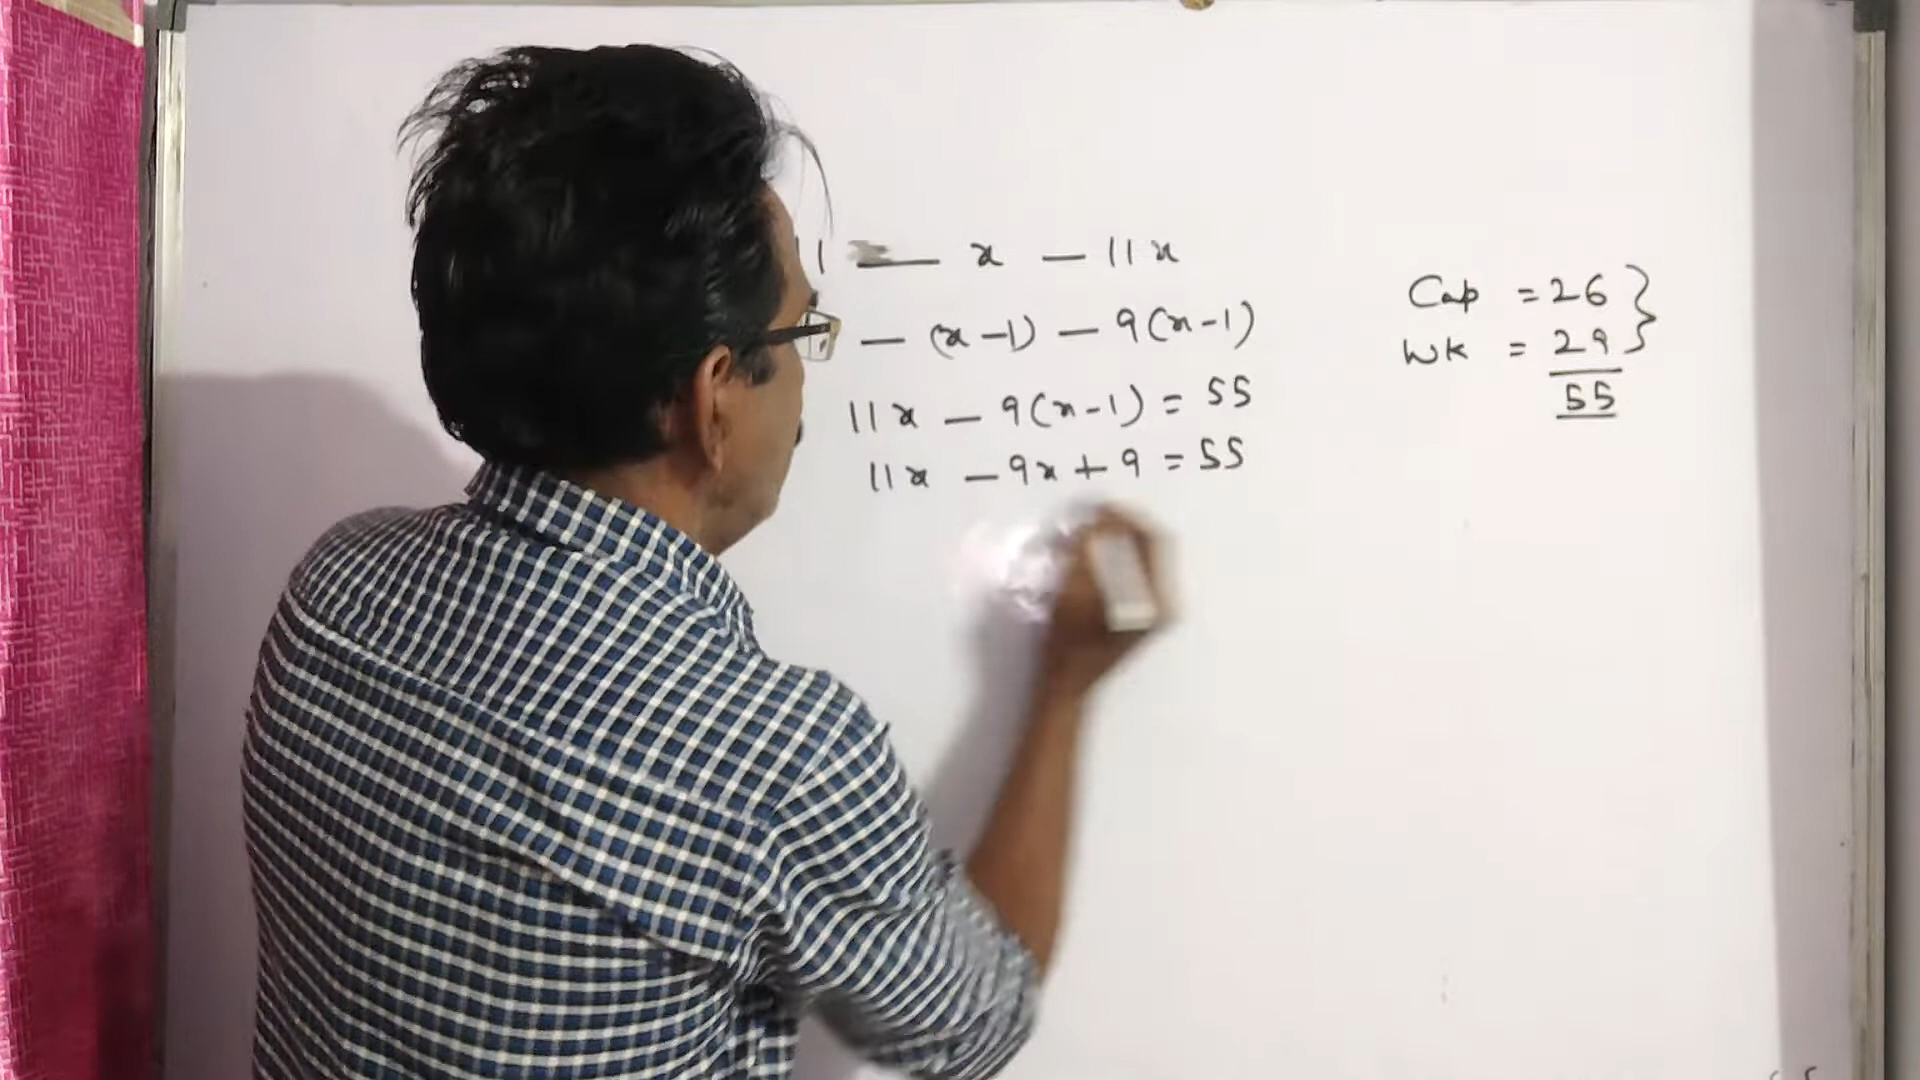 11 — x — 11x
— (x-1) — 9(x-1)
11x — 9(x-1) = 55
11x — 9x + 9 = 55
Cap = 26 }
Wk = 29
55